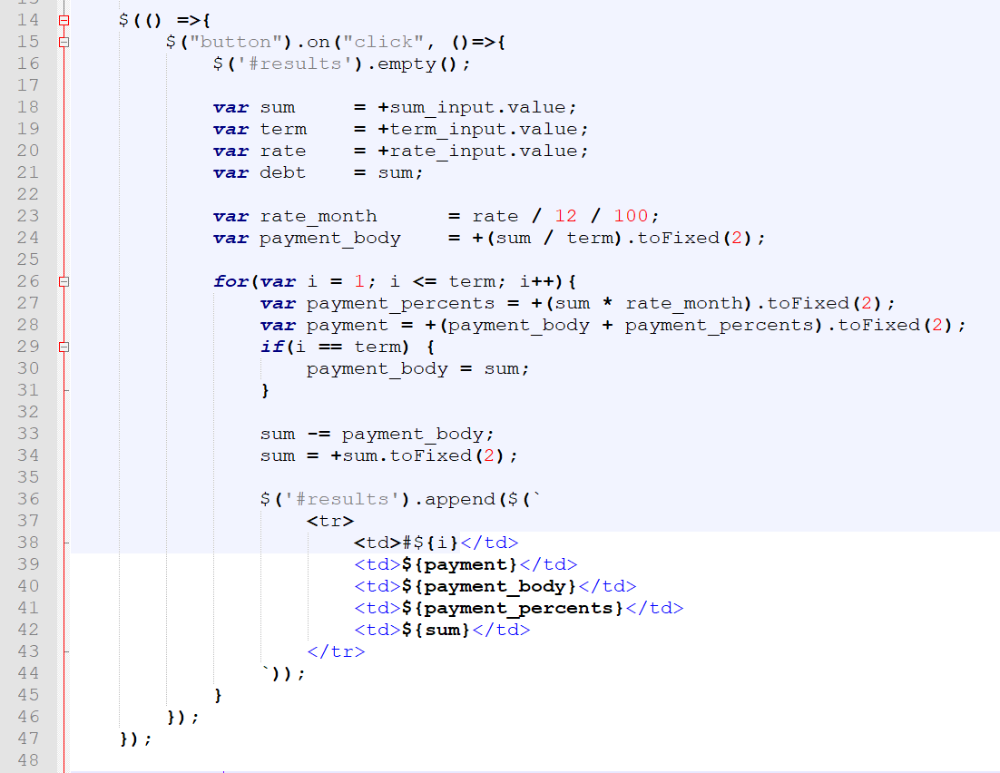 14 $(() =>{
15 $("button").on("click", ()=>{
16 $('#results').empty();
17
18 var sum = +sum_input.value;
19 var term = +term_input.value;
20 var rate = +rate_input.value;
21 var debt = sum;
22
23 var rate_month = rate / 12 / 100;
24 var payment_body = +(sum / term).toFixed(2);
25
26 for(var i = 1; i <= term; i++){
27 var payment_percents = +(sum * rate_month).toFixed(2);
28 var payment = +(payment_body + payment_percents).toFixed(2);
29 if(i == term) {
30 payment_body = sum;
31 }
32
33 sum -= payment_body;
34 sum = +sum.toFixed(2);
35
36 $('#results').append($(`
37 <tr>
38 <td>#${i}</td>
39 <td>${payment}</td>
40 <td>${payment_body}</td>
41 <td>${payment_percents}</td>
42 <td>${sum}</td>
43 </tr>
44 `));
45 }
46 });
47 });
48